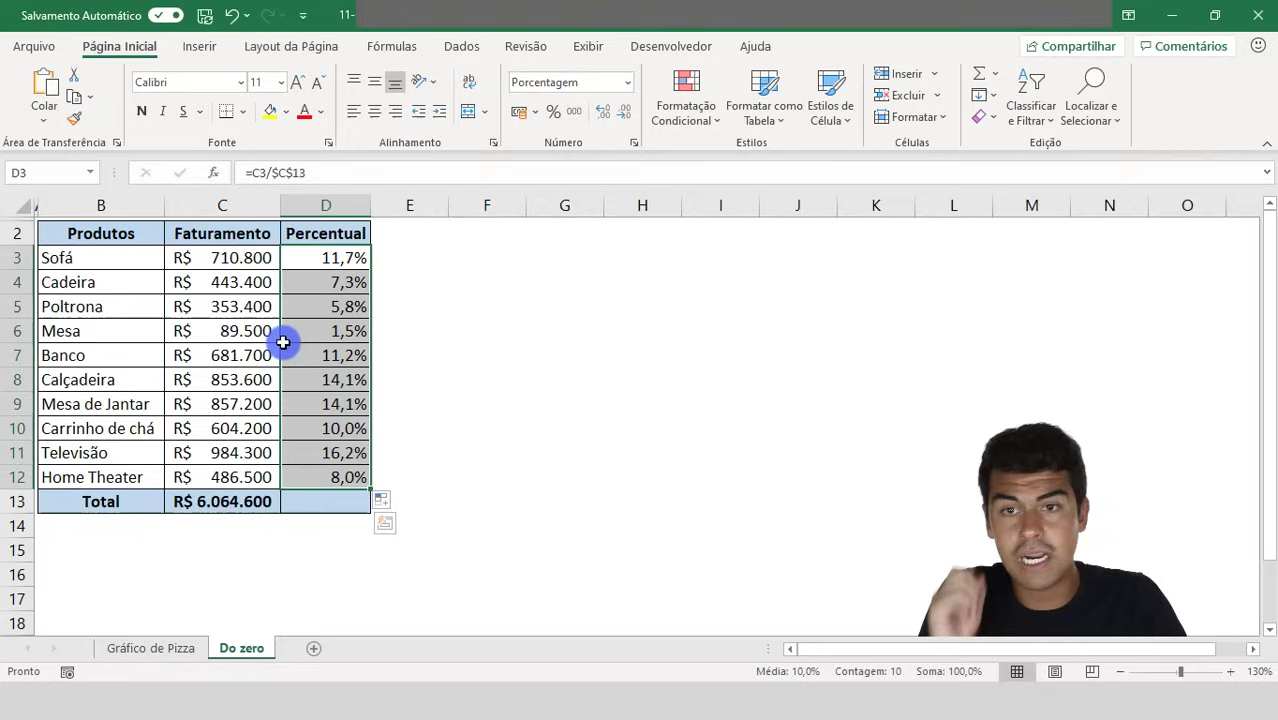 Salvamento Automático
11-
Arquivo Página Inicial Inserir Layout da Página Fórmulas Dados Revisão Exibir Desenvolvedor Ajuda Compartilhar Comentários
Colar
Área de Transferência
Calibri 11
N I S A
Fonte
ab
Alinhamento
Porcentagem
% 000
Número
Formatação Condicional
Formatar como Tabela
Estilos de Célula
Estilos
Inserir
Excluir
Formatar
Células
Classificar e Filtrar
Localizar e Selecionar
Edição
D3 fx =C3/$C$13
A B C D E F G H I J K L M N O
2 Produtos Faturamento Percentual
3 Sofá R$ 710.800 11,7%
4 Cadeira R$ 443.400 7,3%
5 Poltrona R$ 353.400 5,8%
6 Mesa R$ 89.500 1,5%
7 Banco R$ 681.700 11,2%
8 Calçadeira R$ 853.600 14,1%
9 Mesa de Jantar R$ 857.200 14,1%
10 Carrinho de chá R$ 604.200 10,0%
11 Televisão R$ 984.300 16,2%
12 Home Theater R$ 486.500 8,0%
13 Total R$ 6.064.600
14
15
16
17
18
Gráfico de Pizza Do zero
Pronto Média: 10,0% Contagem: 10 Soma: 100,0% 130%